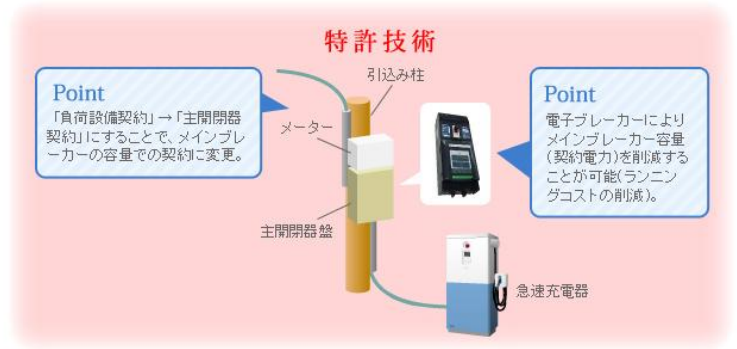 特許技術
Point
「負荷設備契約」→「主開閉器
契約」にすることで、メインブレ
ーカーの容量での契約に変更。
引込み柱
メーター
主開閉器盤
Point
電子ブレーカーにより
メインブレーカー容量
(契約電力)を削減する
ことが可能(ランニン
グコストの削減)。
急速充電器